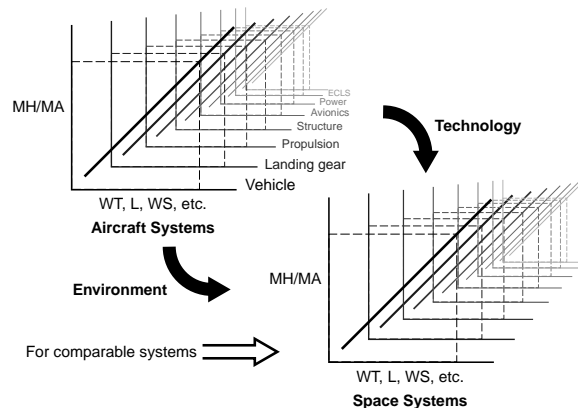 ECLS
Power
Avionics
Structure
Propulsion
Landing gear
Vehicle
MH/MA
WT, L, WS, etc.
Aircraft Systems
Technology
Environment
MH/MA
For comparable systems
WT, L, WS, etc.
Space Systems